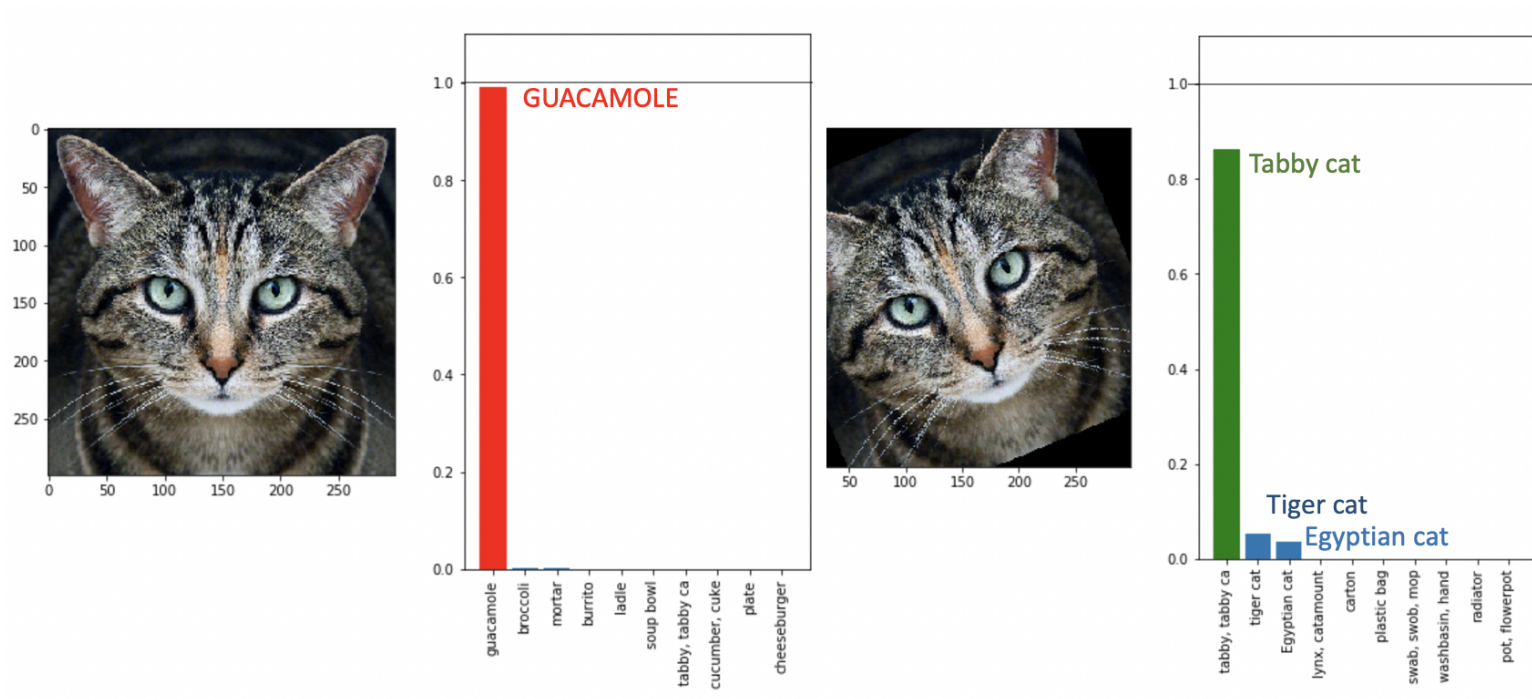 0
50
100
150
200
250
0
50
100
150
200
250
1.0
0.8
0.6
0.4
0.2
0.0
GUACAMOLE
guacamole
broccoli
mortar
burrito
ladle
soup bowl
tabby, tabby ca
cucumber, cuke
plate
cheeseburger
50
100
150
200
250
1.0
0.8
0.6
0.4
0.2
0.0
Tabby cat
Tiger cat
Egyptian cat
tabby, tabby ca
tiger cat
Egyptian cat
lynx, catamount
carton
plastic bag
swab, swob, mop
washbasin, hand
radiator
pot, flowerpot